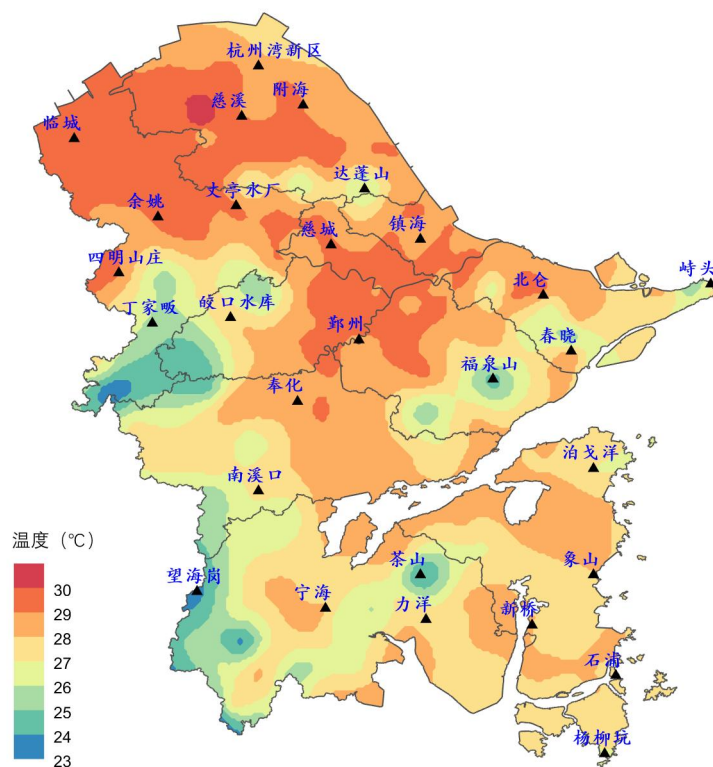 杭州湾新区
附海
慈溪
临城
达蓬山
丈亭水厂
余姚
镇海
慈城
四明山庄
峙头
北仑
丁家畈
皎口水库
鄞州
春晓
福泉山
奉化
泊戈洋
南溪口
温度 (℃)
30
29
28
27
26
25
24
23
望海岗
茶山
象山
宁海
力洋
新桥
石浦
杨柳坑